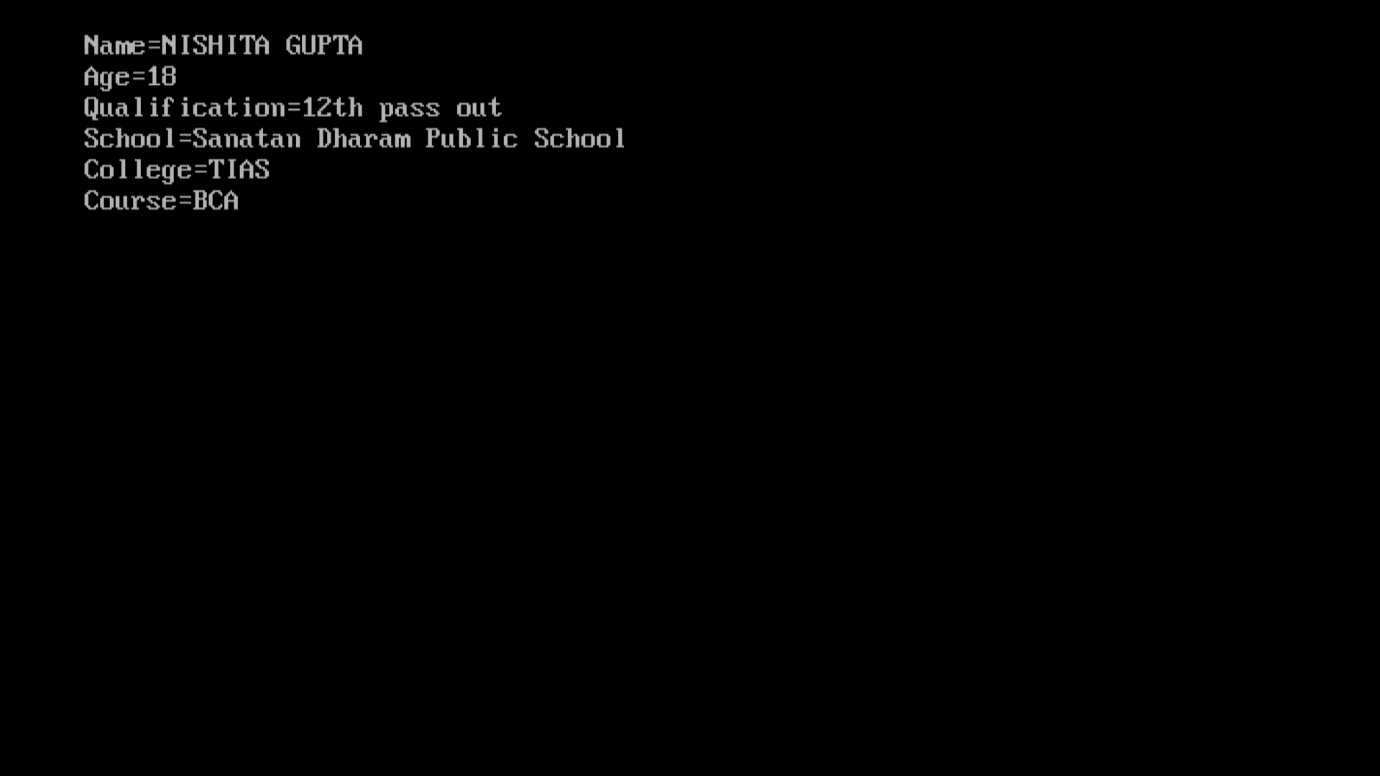 Name=NISHITA GUPTA
Age=18
Qualification=12th pass out
School=Sanatan Dharam Public School
College=TIAS
Course=BCA